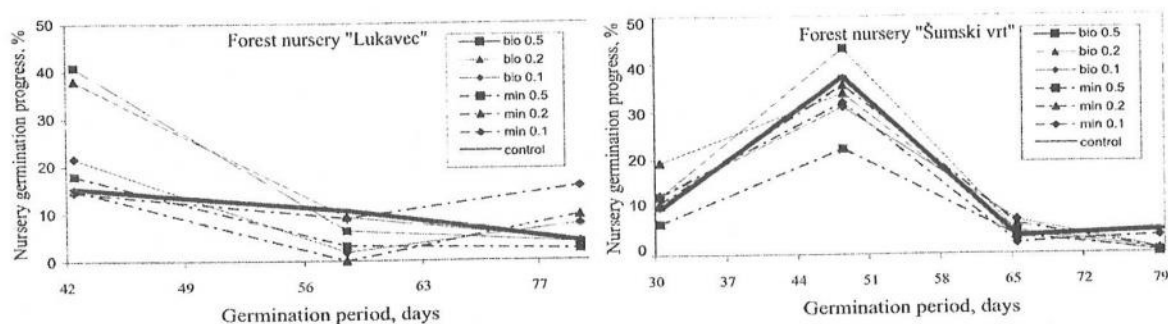 Forest nursery "Lukavec"
Nursery germination progress, %
50
40
30
20
10
0
bio 0.5
bio 0.2
bio 0.1
min 0.5
min 0.2
min 0.1
control
42
49
56
63
77
Germination period, days
Forest nursery "Šumski vrt"
Nursery germination progress, %
50
40
30
20
10
0
bio 0.5
bio 0.2
bio 0.1
min 0.5
min 0.2
min 0.1
control
30
37
44
51
65
72
79
Germination period, days